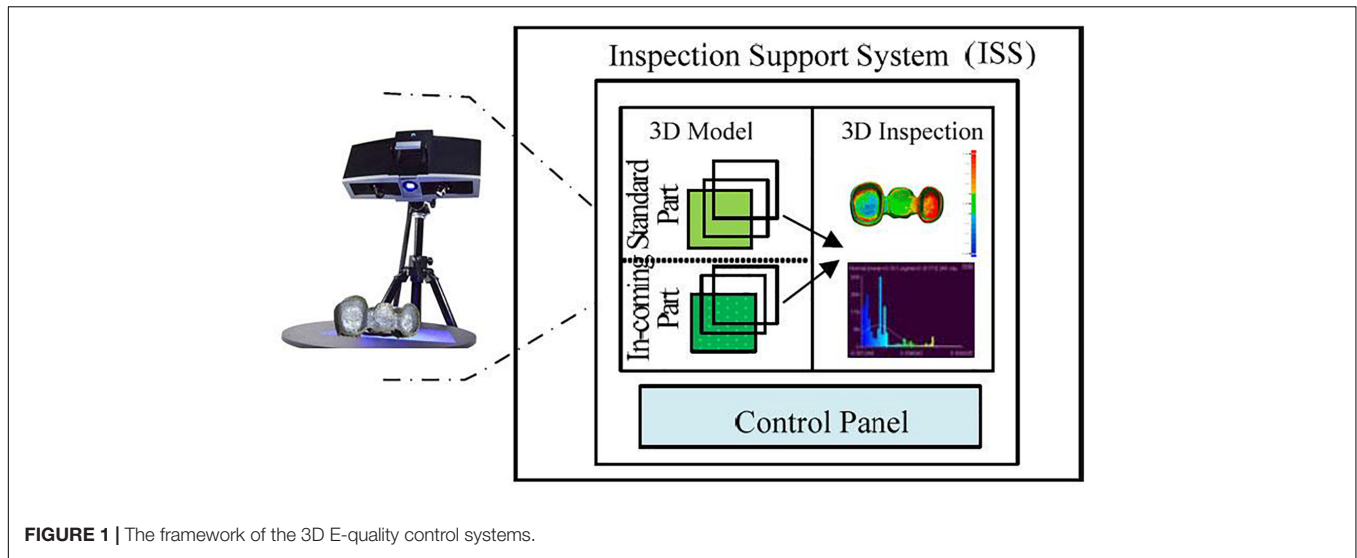 Inspection Support System (ISS)
3D Model
3D Inspection
Standard
Part
In-coming
Part
Control Panel
FIGURE 1 | The framework of the 3D E-quality control systems.